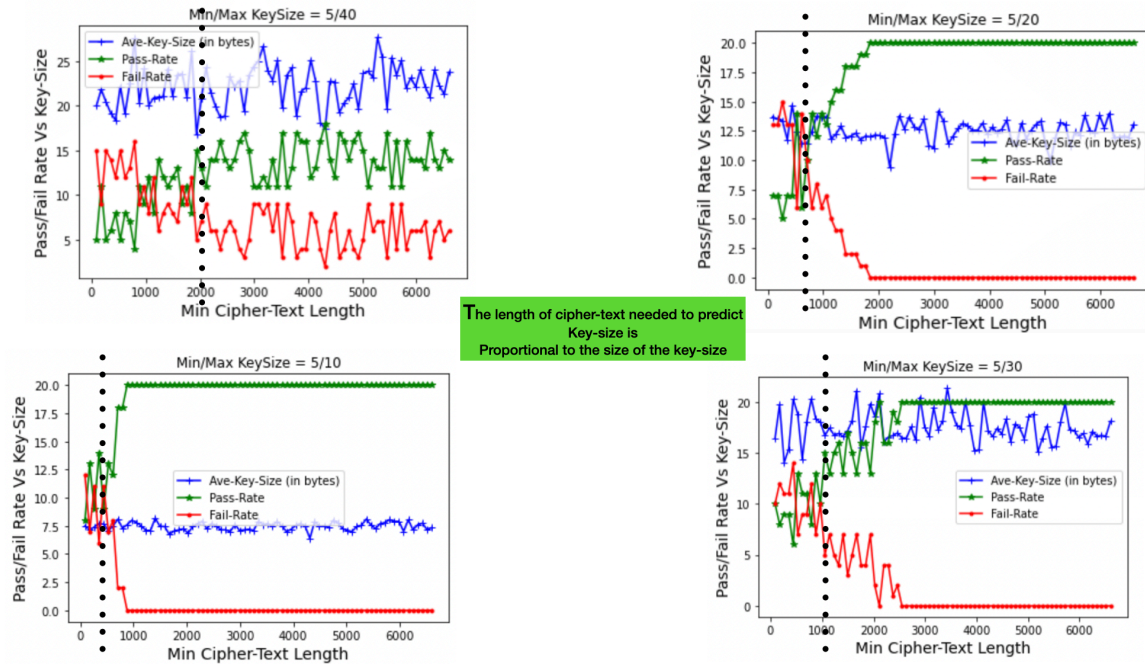 Min/Max KeySize = 5/40
Pass/Fail Rate Vs Key-Size
25
20
15
10
5
Ave-Key-Size (in bytes)
Pass-Rate
Fail-Rate
0 1000 2000 3000 4000 5000 6000
Min Cipher-Text Length
Min/Max KeySize = 5/20
Pass/Fail Rate Vs Key-Size
20.0
17.5
15.0
12.5
10.0
7.5
5.0
2.5
0.0
Ave-Key-Size (in bytes)
Pass-Rate
Fail-Rate
0 1000 2000 3000 4000 5000 6000
Min Cipher-Text Length
The length of cipher-text needed to predict
Key-size is
Proportional to the size of the key-size
Min/Max KeySize = 5/10
Pass/Fail Rate Vs Key-Size
20.0
17.5
15.0
12.5
10.0
7.5
5.0
2.5
0.0
Ave-Key-Size (in bytes)
Pass-Rate
Fail-Rate
0 1000 2000 3000 4000 5000 6000
Min Cipher-Text Length
Min/Max KeySize = 5/30
Pass/Fail Rate Vs Key-Size
20
15
10
5
0
Ave-Key-Size (in bytes)
Pass-Rate
Fail-Rate
0 1000 2000 3000 4000 5000 6000
Min Cipher-Text Length